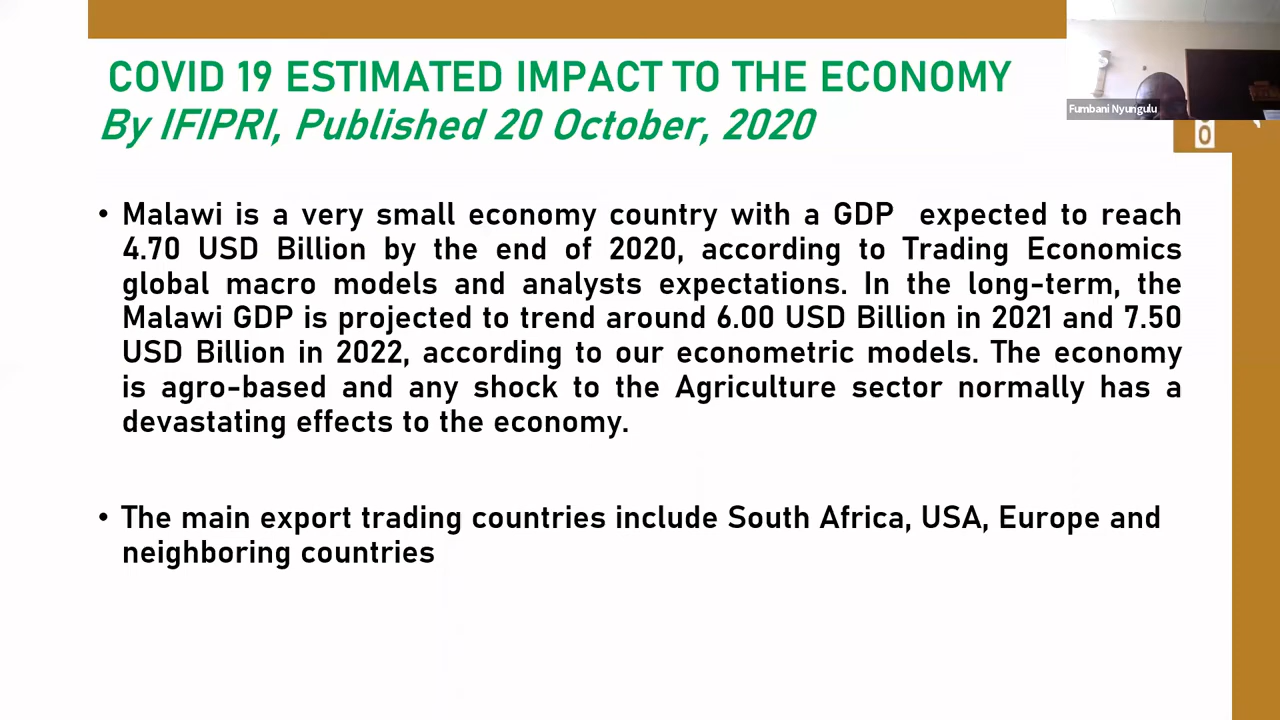 COVID 19 ESTIMATED IMPACT TO THE ECONOMY
By IFIPRI, Published 20 October, 2020
Fumbani Nyungulu
• Malawi is a very small economy country with a GDP expected to reach
4.70 USD Billion by the end of 2020, according to Trading Economics
global macro models and analysts expectations. In the long-term, the
Malawi GDP is projected to trend around 6.00 USD Billion in 2021 and 7.50
USD Billion in 2022, according to our econometric models. The economy
is agro-based and any shock to the Agriculture sector normally has a
devastating effects to the economy.
• The main export trading countries include South Africa, USA, Europe and
neighboring countries